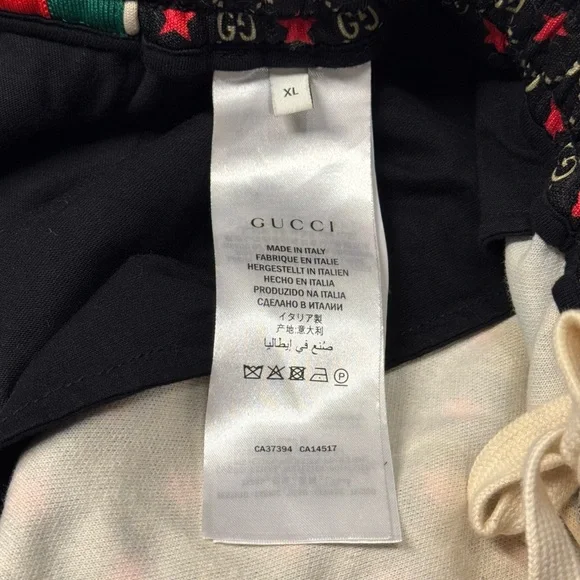 GG
XL
GUCCI
MADE IN ITALY
FABRIQUE EN ITALIE
HERGESTELLT IN ITALIEN
HECHO EN ITALIA
PRODUZIDO NA ITALIA
СДЕЛАНО В ИТАЛИИ
イタリア製
产地:意大利
صنع في إيطاليا
P
CA37394 CA14517